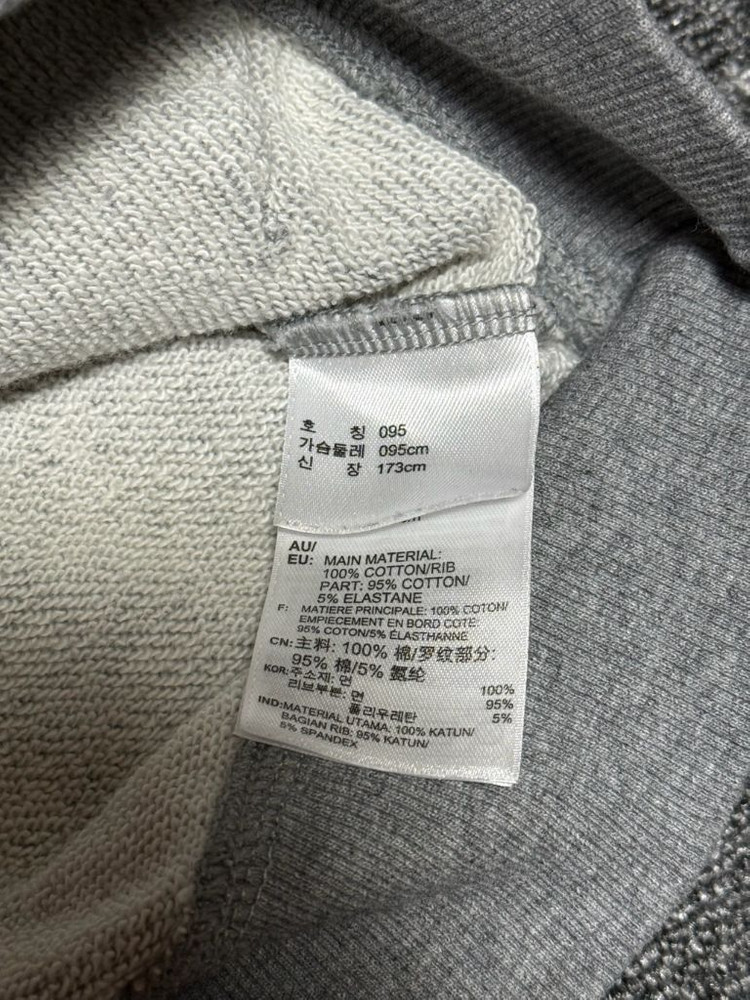 호 칭 095
가슴둘레 095cm
신 장 173cm
AU/
EU: MAIN MATERIAL:
100% COTTON/RIB
PART: 95% COTTON/
5% ELASTANE
F: MATIERE PRINCIPALE: 100% COTON/
EMPIECEMENT EN BORD COTE:
95% COTON/5% ÉLASTHANNE
CN: 主料: 100% 棉/罗纹部分:
95% 棉/5% 氨纶
KOR: 주소재: 면 100%
리브부분: 면 95%
폴리우레탄 5%
IND: MATERIAL UTAMA: 100% KATUN/
BAGIAN RIB: 95% KATUN/
5% SPANDEX